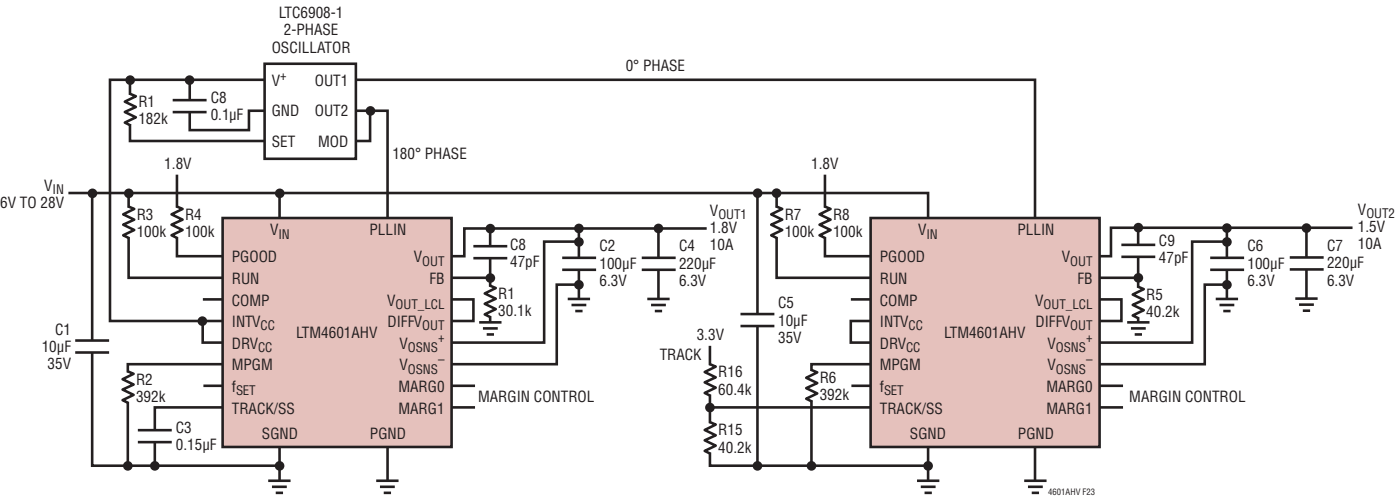 LTC6908-1
2-PHASE
OSCILLATOR
V+
OUT1
GND
OUT2
SET
MOD
R1
182k
C8
0.1µF
0° PHASE
180° PHASE
VIN
6V TO 28V
1.8V
R3
100k
R4
100k
C1
10µF
35V
R2
392k
C3
0.15µF
VIN
PLLIN
PGOOD
RUN
COMP
INTVCC
DRVCC
MPGM
fSET
TRACK/SS
SGND
PGND
LTM4601AHV
VOUT
FB
VOUT_LCL
DIFFVOUT
VOSNS+
VOSNS–
MARG0
MARG1
MARGIN CONTROL
C8
47pF
R1
30.1k
C2
100µF
6.3V
C4
220µF
6.3V
VOUT1
1.8V
10A
1.8V
R7
100k
R8
100k
C5
10µF
35V
3.3V
TRACK
R16
60.4k
R15
40.2k
R6
392k
VIN
PLLIN
PGOOD
RUN
COMP
INTVCC
DRVCC
MPGM
fSET
TRACK/SS
SGND
PGND
LTM4601AHV
VOUT
FB
VOUT_LCL
DIFFVOUT
VOSNS+
VOSNS–
MARG0
MARG1
MARGIN CONTROL
C9
47pF
R5
40.2k
C6
100µF
6.3V
C7
220µF
6.3V
VOUT2
1.5V
10A
4601AHV F23